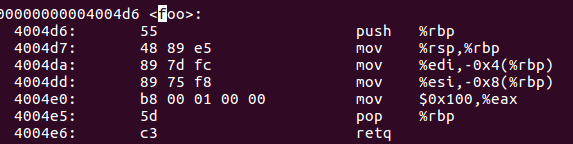 00000000004004d6 <foo>:
4004d6: 55 push %rbp
4004d7: 48 89 e5 mov %rsp,%rbp
4004da: 89 7d fc mov %edi,-0x4(%rbp)
4004dd: 89 75 f8 mov %esi,-0x8(%rbp)
4004e0: b8 00 01 00 00 mov $0x100,%eax
4004e5: 5d pop %rbp
4004e6: c3 retq